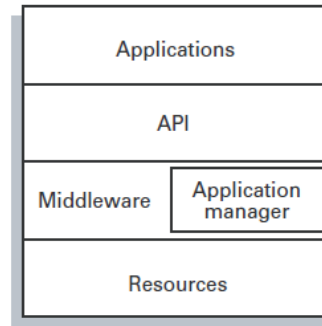 Applications
API
Middleware
Application
manager
Resources